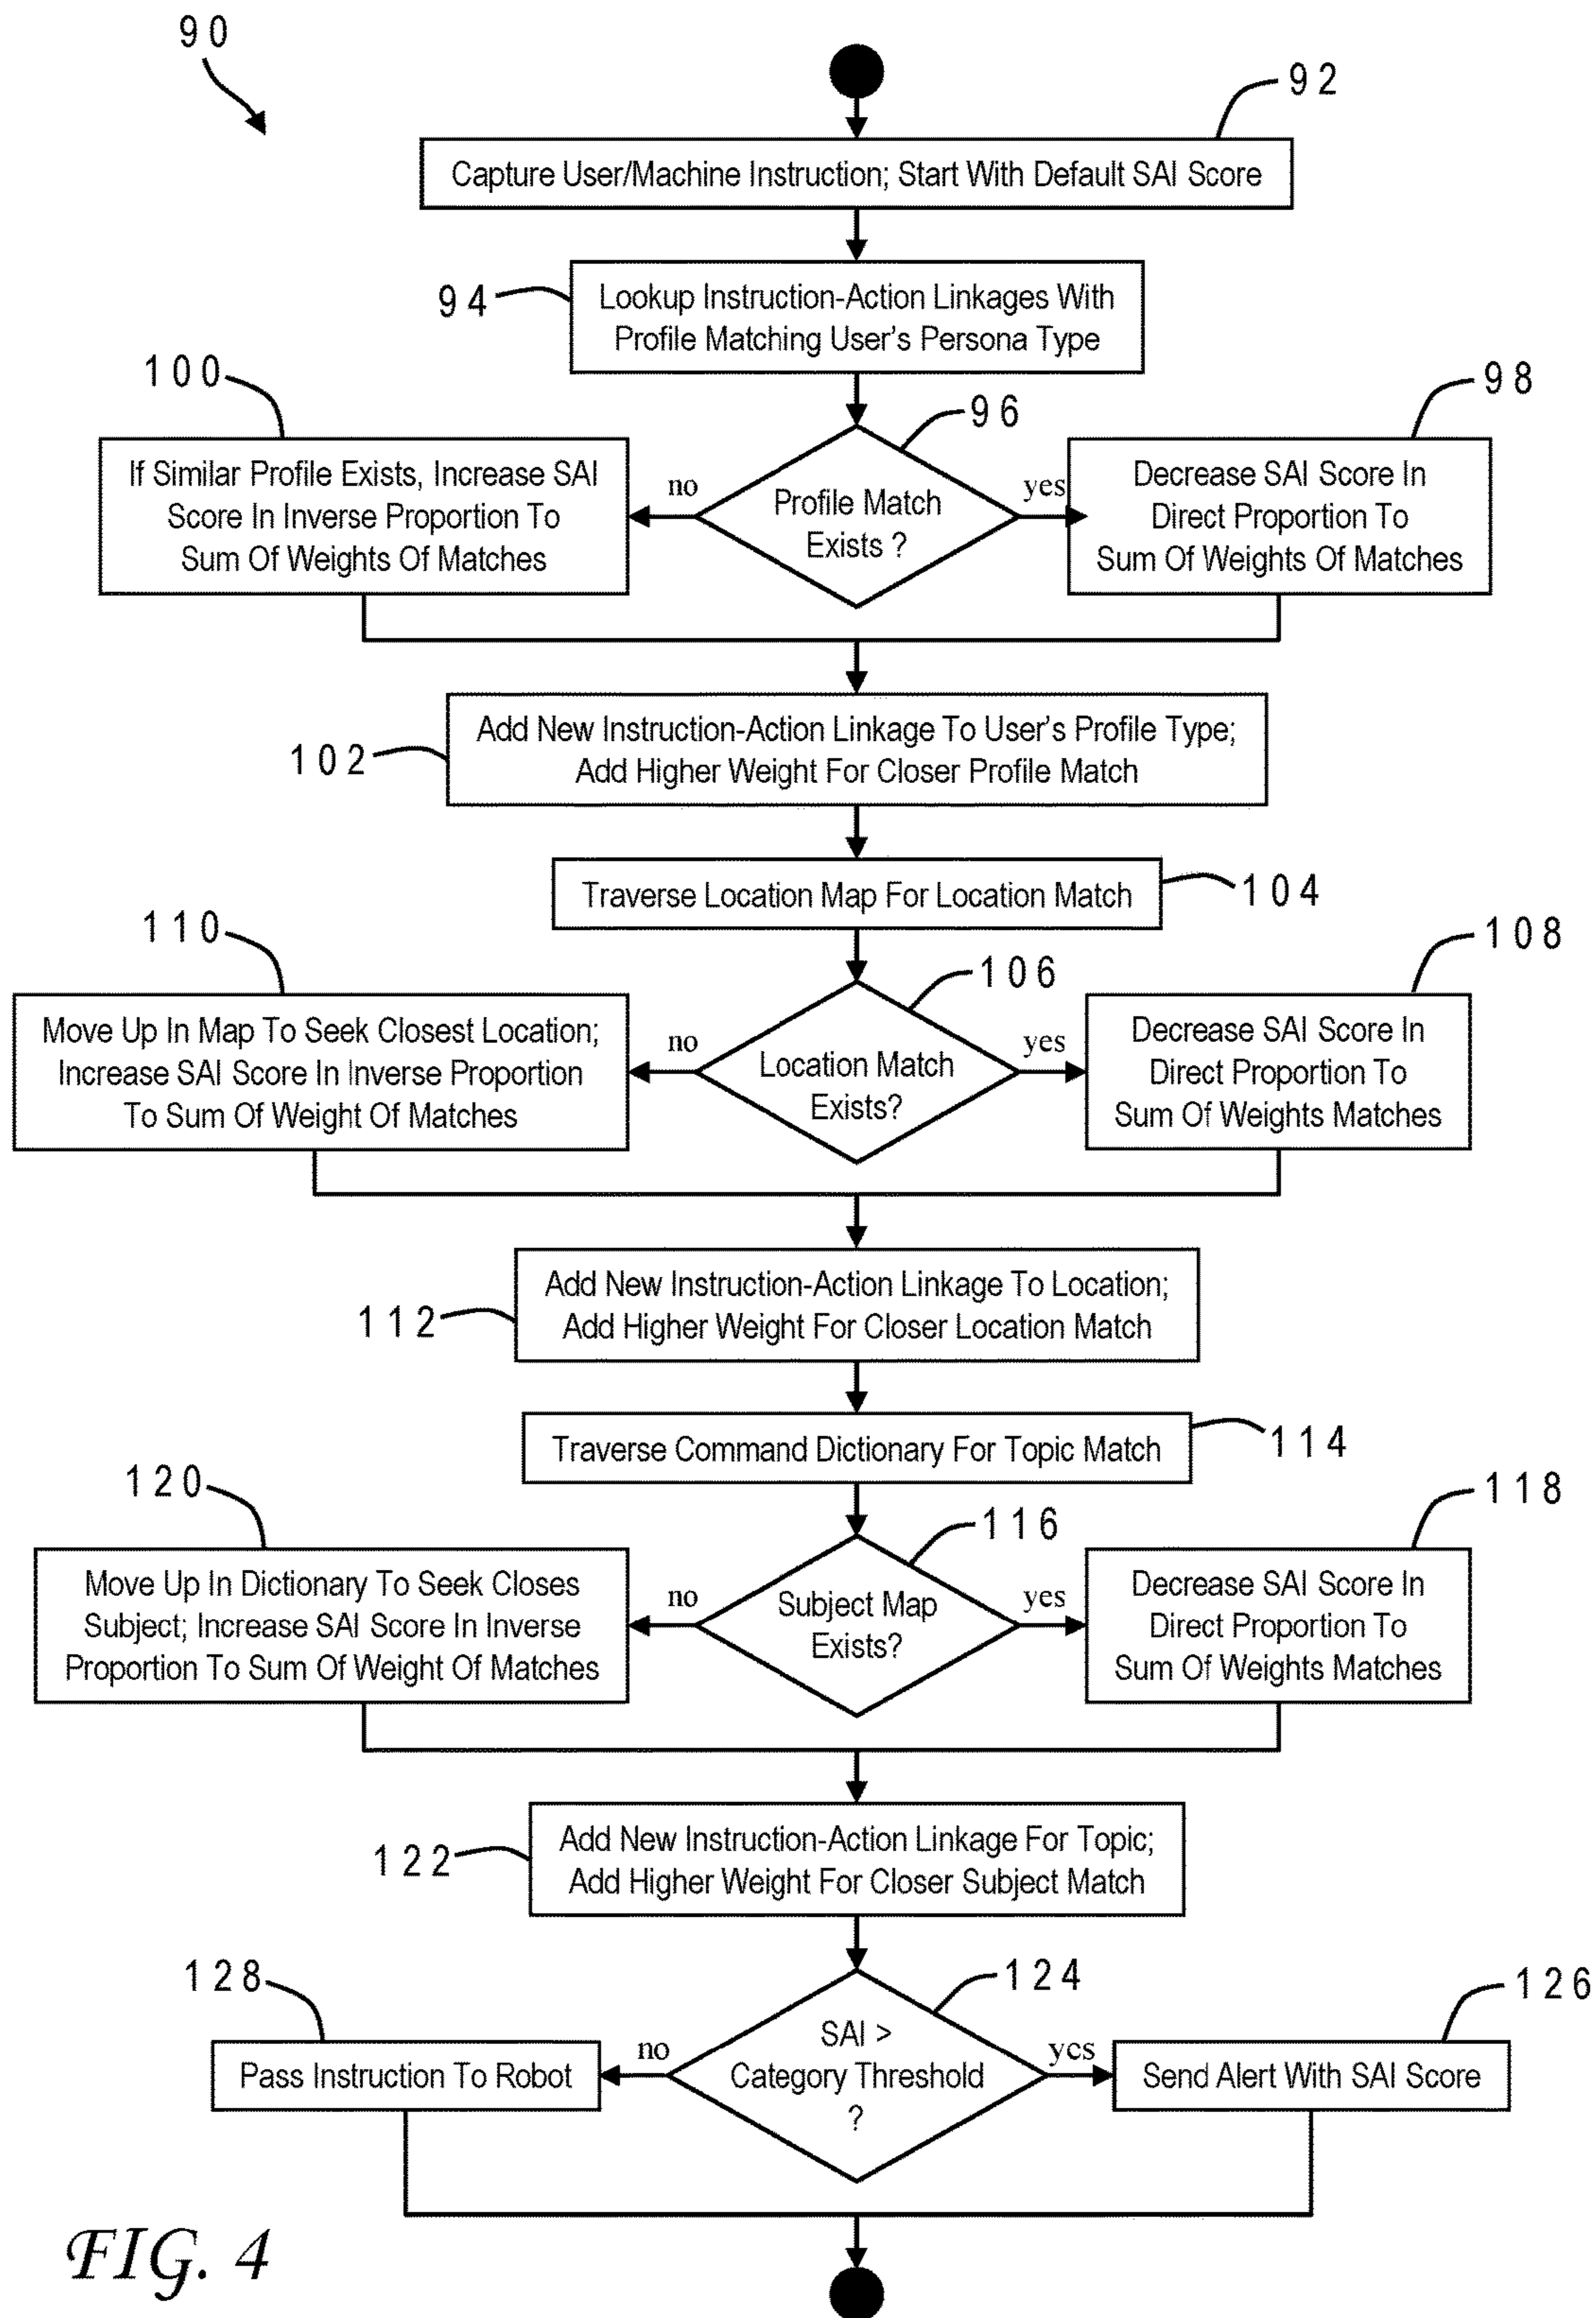 90
92
Capture User/Machine Instruction; Start With Default SAI Score
94
Lookup Instruction-Action Linkages With
Profile Matching User's Persona Type
100
98
96
If Similar Profile Exists, Increase SAI
Score In Inverse Proportion To
Sum Of Weights Of Matches
no
Profile Match
Exists ?
yes
Decrease SAI Score In
Direct Proportion To
Sum Of Weights Of Matches
102
Add New Instruction-Action Linkage To User's Profile Type;
Add Higher Weight For Closer Profile Match
Traverse Location Map For Location Match
104
110
108
106
Move Up In Map To Seek Closest Location;
Increase SAI Score In Inverse Proportion
To Sum Of Weight Of Matches
no
Location Match
Exists?
yes
Decrease SAI Score In
Direct Proportion To
Sum Of Weights Matches
112
Add New Instruction-Action Linkage To Location;
Add Higher Weight For Closer Location Match
Traverse Command Dictionary For Topic Match
114
120
118
116
Move Up In Dictionary To Seek Closes
Subject; Increase SAI Score In Inverse
Proportion To Sum Of Weight Of Matches
no
Subject Map
Exists?
yes
Decrease SAI Score In
Direct Proportion To
Sum Of Weights Matches
122
Add New Instruction-Action Linkage For Topic;
Add Higher Weight For Closer Subject Match
128
124
126
Pass Instruction To Robot
no
SAI >
Category Threshold
?
yes
Send Alert With SAI Score
FIG. 4